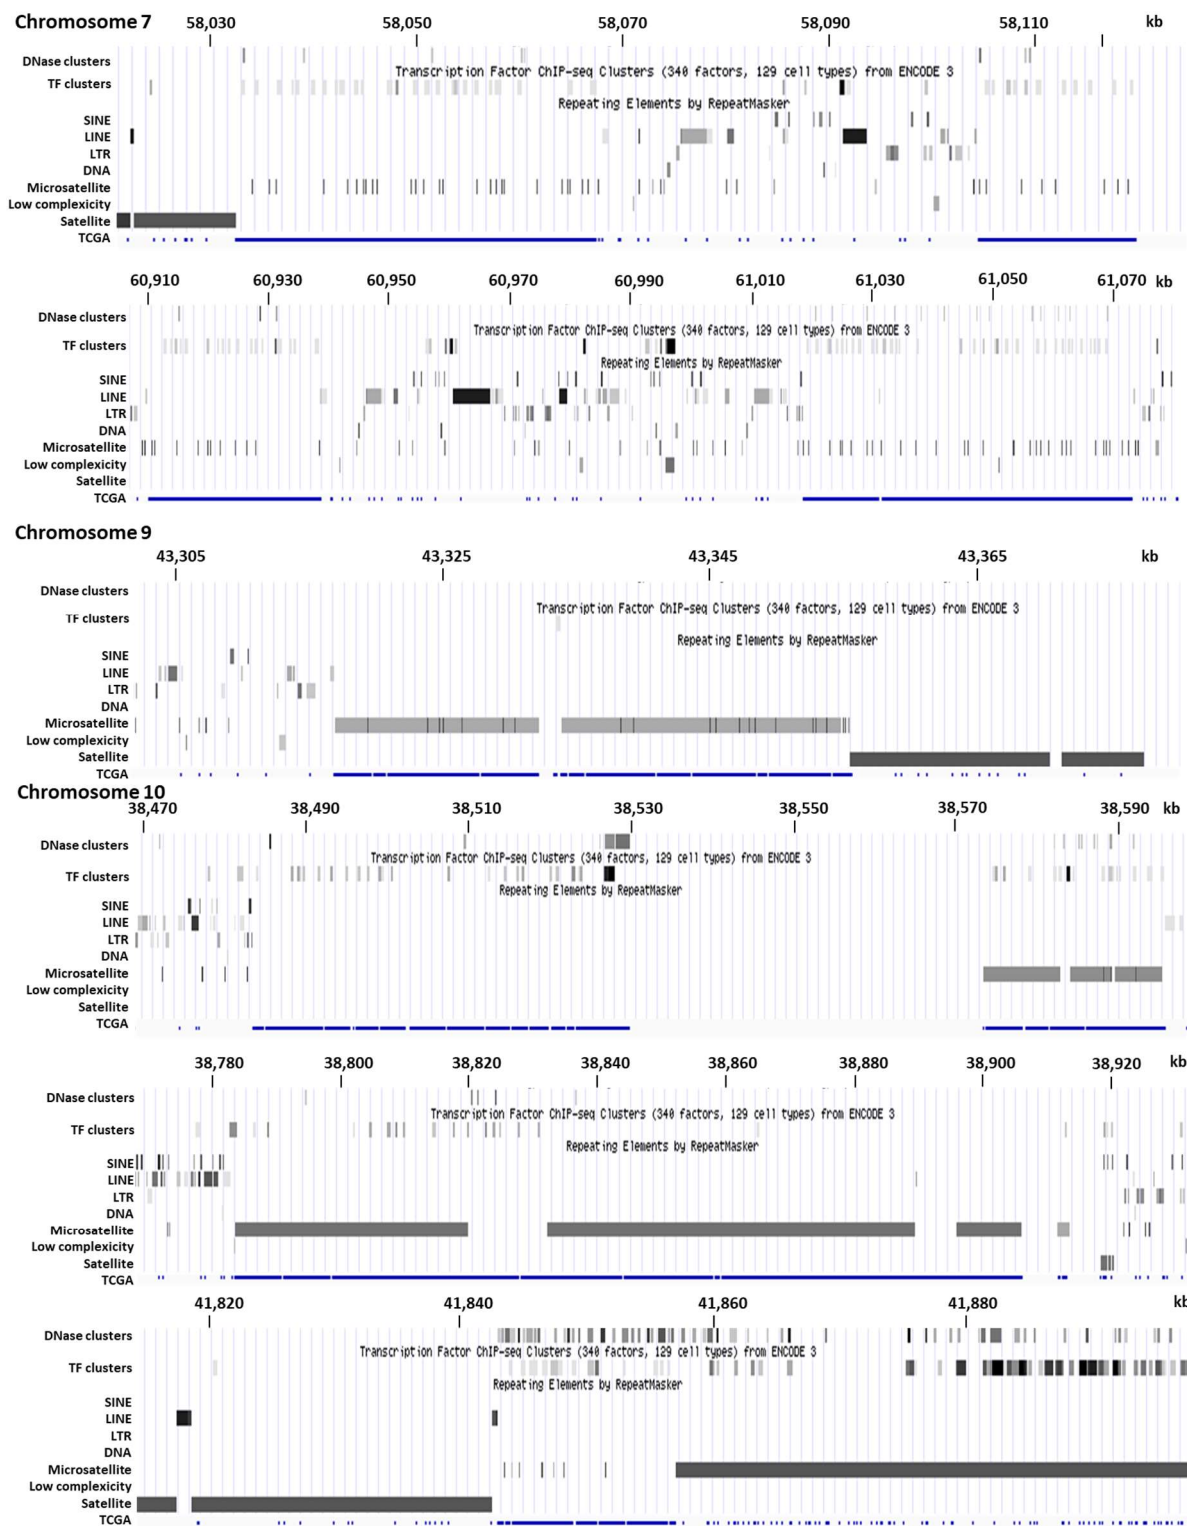 Chromosome 7
58,030 58,050 58,070 58,090 58,110 kb
DNase clusters
Transcription Factor ChIP-seq Clusters (340 factors, 129 cell types) from ENCODE 3
TF clusters
Repeating Elements by RepeatMasker
SINE
LINE
LTR
DNA
Microsatellite
Low complexicity
Satellite
TCGA
60,910 60,930 60,950 60,970 60,990 61,010 61,030 61,050 61,070 kb
DNase clusters
Transcription Factor ChIP-seq Clusters (340 factors, 129 cell types) from ENCODE 3
TF clusters
Repeating Elements by RepeatMasker
SINE
LINE
LTR
DNA
Microsatellite
Low complexicity
Satellite
TCGA
Chromosome 9
43,305 43,325 43,345 43,365 kb
DNase clusters
Transcription Factor ChIP-seq Clusters (340 factors, 129 cell types) from ENCODE 3
TF clusters
Repeating Elements by RepeatMasker
SINE
LINE
LTR
DNA
Microsatellite
Low complexicity
Satellite
TCGA
Chromosome 10
38,470 38,490 38,510 38,530 38,550 38,570 38,590 kb
DNase clusters
Transcription Factor ChIP-seq Clusters (340 factors, 129 cell types) from ENCODE 3
TF clusters
Repeating Elements by RepeatMasker
SINE
LINE
LTR
DNA
Microsatellite
Low complexicity
Satellite
TCGA
38,780 38,800 38,820 38,840 38,860 38,880 38,900 38,920 kb
DNase clusters
Transcription Factor ChIP-seq Clusters (340 factors, 129 cell types) from ENCODE 3
TF clusters
Repeating Elements by RepeatMasker
SINE
LINE
LTR
DNA
Microsatellite
Low complexicity
Satellite
TCGA
41,820 41,840 41,860 41,880 kb
DNase clusters
Transcription Factor ChIP-seq Clusters (340 factors, 129 cell types) from ENCODE 3
TF clusters
Repeating Elements by RepeatMasker
SINE
LINE
LTR
DNA
Microsatellite
Low complexicity
Satellite
TCGA